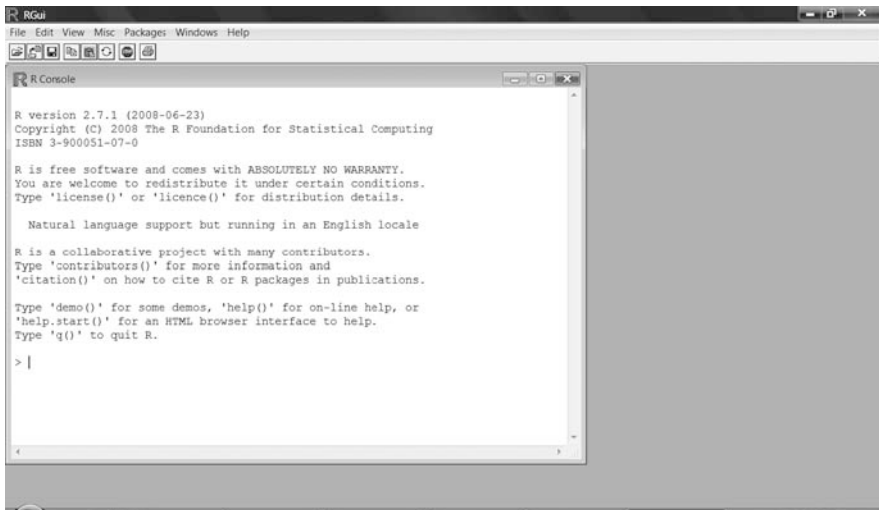 RGui
File Edit View Misc Packages Windows Help
R Console
R version 2.7.1 (2008-06-23)
Copyright (C) 2008 The R Foundation for Statistical Computing
ISBN 3-900051-07-0
R is free software and comes with ABSOLUTELY NO WARRANTY.
You are welcome to redistribute it under certain conditions.
Type 'license()' or 'licence()' for distribution details.
Natural language support but running in an English locale
R is a collaborative project with many contributors.
Type 'contributors()' for more information and
'citation()' on how to cite R or R packages in publications.
Type 'demo()' for some demos, 'help()' for on-line help, or
'help.start()' for an HTML browser interface to help.
Type 'q()' to quit R.
>